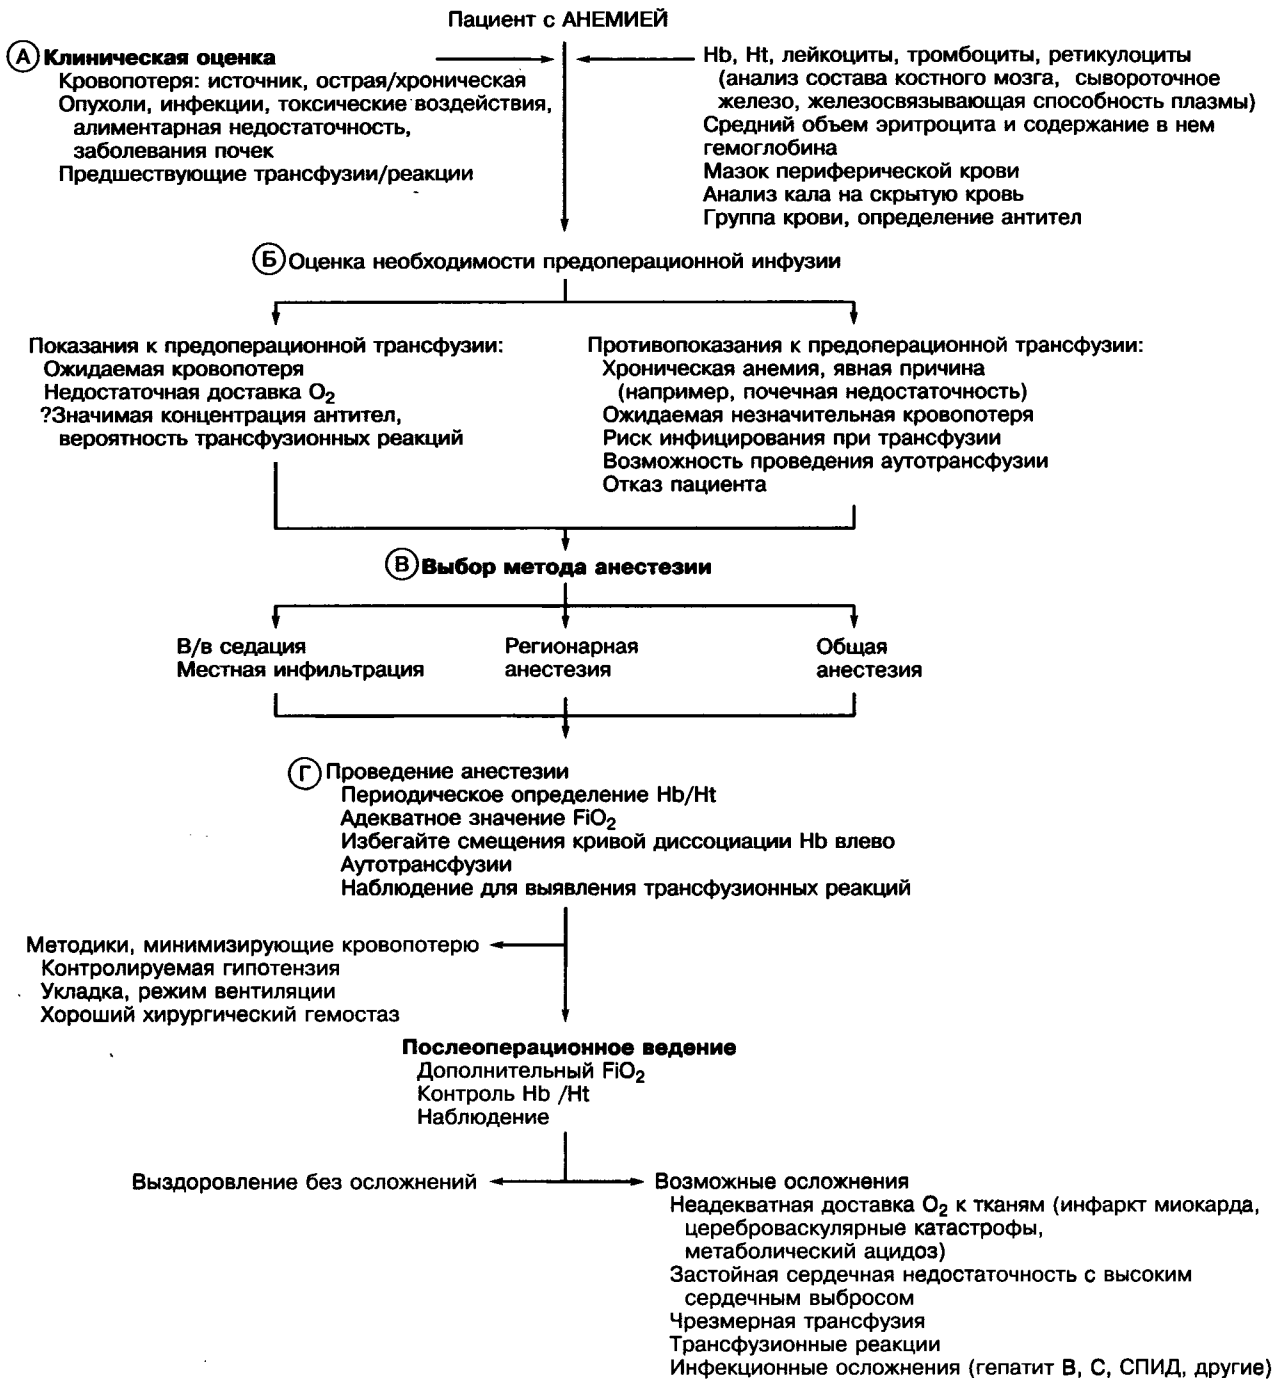 Пациент с АНЕМИЕЙ
А Клиническая оценка
Кровопотеря: источник, острая/хроническая
Опухоли, инфекции, токсические воздействия,
алиментарная недостаточность,
заболевания почек
Предшествующие трансфузии/реакции
Hb, Ht, лейкоциты, тромбоциты, ретикулоциты
(анализ состава костного мозга, сывороточное
железо, железосвязывающая способность плазмы)
Средний объем эритроцита и содержание в нем
гемоглобина
Мазок периферической крови
Анализ кала на скрытую кровь
Группа крови, определение антител
Б Оценка необходимости предоперационной инфузии
Показания к предоперационной трансфузии:
Ожидаемая кровопотеря
Недостаточная доставка O₂
?Значимая концентрация антител,
вероятность трансфузионных реакций
Противопоказания к предоперационной трансфузии:
Хроническая анемия, явная причина
(например, почечная недостаточность)
Ожидаемая незначительная кровопотеря
Риск инфицирования при трансфузии
Возможность проведения аутотрансфузии
Отказ пациента
В Выбор метода анестезии
В/в седация
Местная инфильтрация
Регионарная
анестезия
Общая
анестезия
Г Проведение анестезии
Периодическое определение Hb/Ht
Адекватное значение FiO₂
Избегайте смещения кривой диссоциации Hb влево
Аутотрансфузии
Наблюдение для выявления трансфузионных реакций
Методики, минимизирующие кровопотерю
Контролируемая гипотензия
Укладка, режим вентиляции
Хороший хирургический гемостаз
Послеоперационное ведение
Дополнительный FiO₂
Контроль Hb /Ht
Наблюдение
Выздоровление без осложнений
Возможные осложнения
Неадекватная доставка O₂ к тканям (инфаркт миокарда,
цереброваскулярные катастрофы,
метаболический ацидоз)
Застойная сердечная недостаточность с высоким
сердечным выбросом
Чрезмерная трансфузия
Трансфузионные реакции
Инфекционные осложнения (гепатит В, С, СПИД, другие)